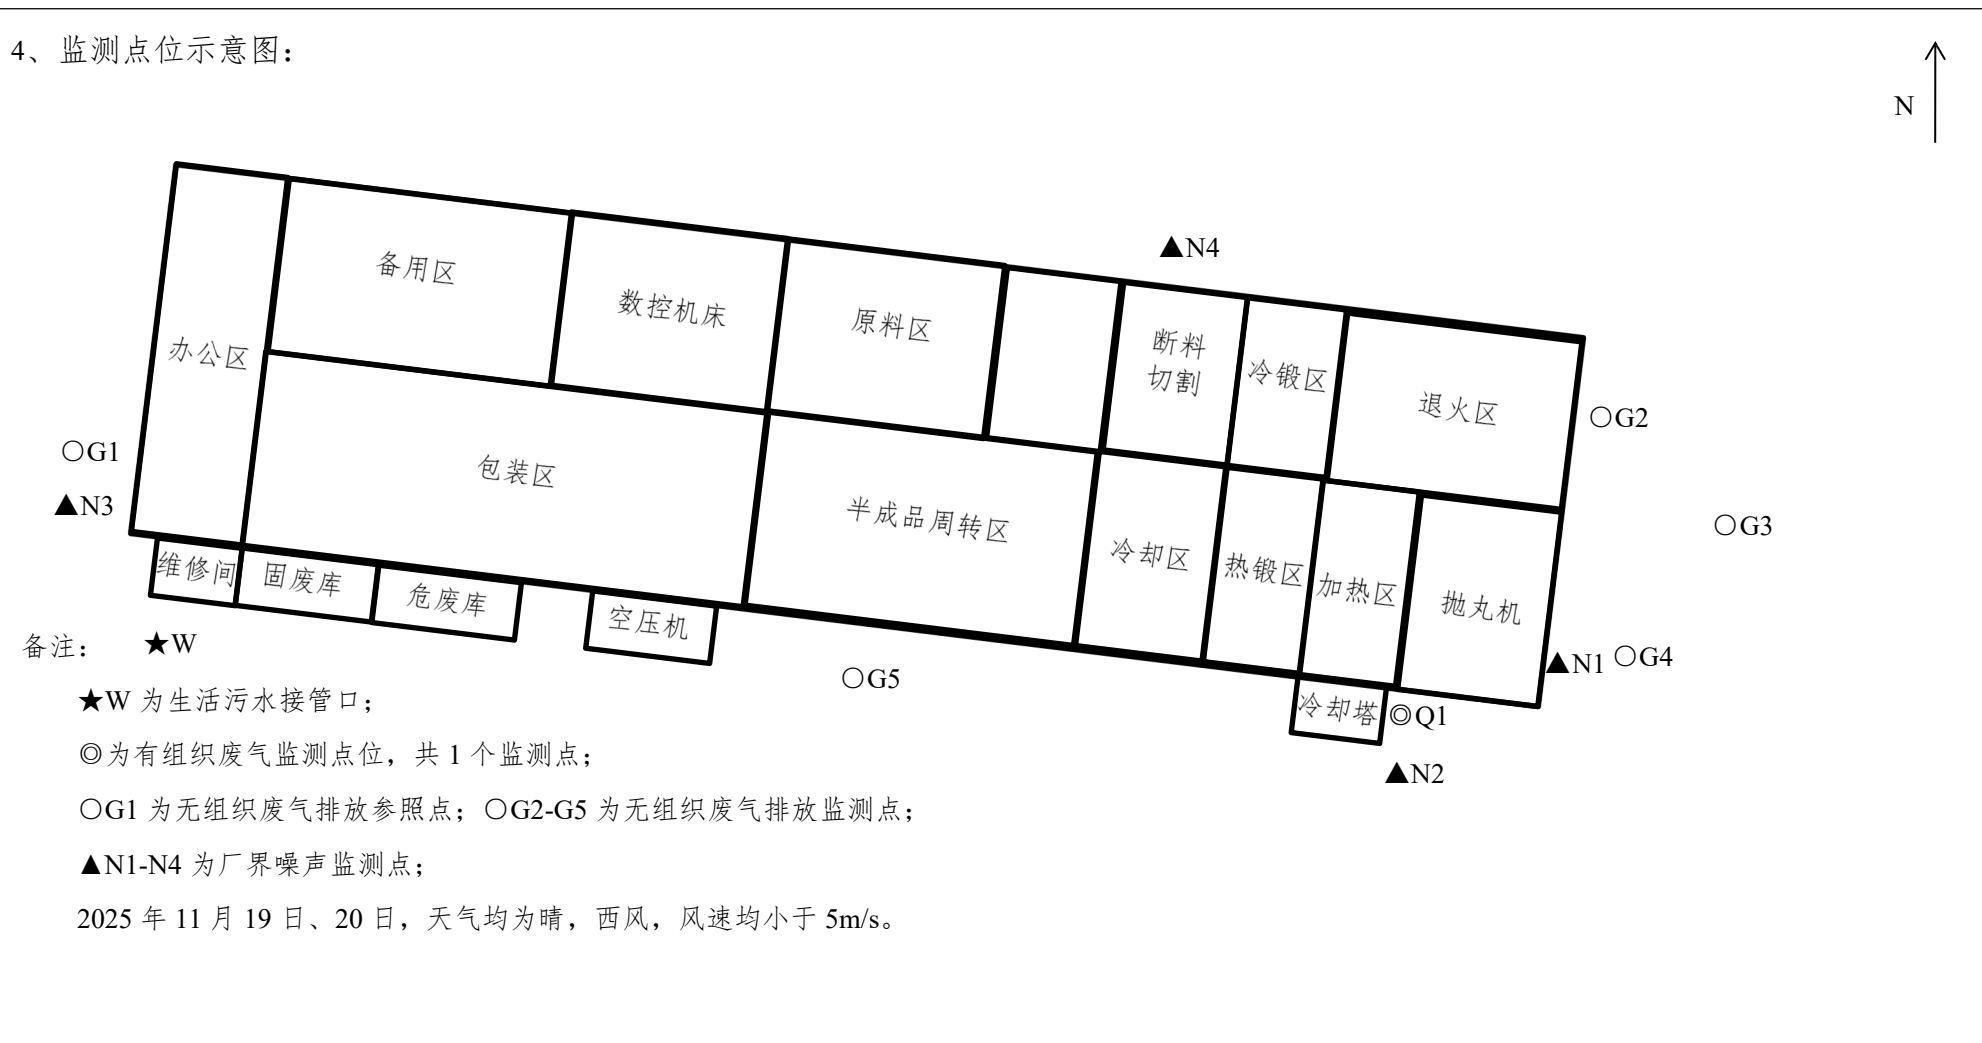 4、监测点位示意图：
N
▲N4
备用区
数控机床
原料区
断料
切割
冷锻区
退火区
办公区
○G2
○G1
包装区
▲N3
半成品周转区
○G3
冷却区
热锻区
加热区
抛丸机
维修间
固废库
危废库
空压机
○G5
▲N1
○G4
冷却塔
◎Q1
▲N2
备注： ★W
★W 为生活污水接管口；
◎为有组织废气监测点位，共 1 个监测点；
○G1 为无组织废气排放参照点；○G2-G5 为无组织废气排放监测点；
▲N1-N4 为厂界噪声监测点；
2025 年 11 月 19 日、20 日，天气均为晴，西风，风速均小于 5m/s。